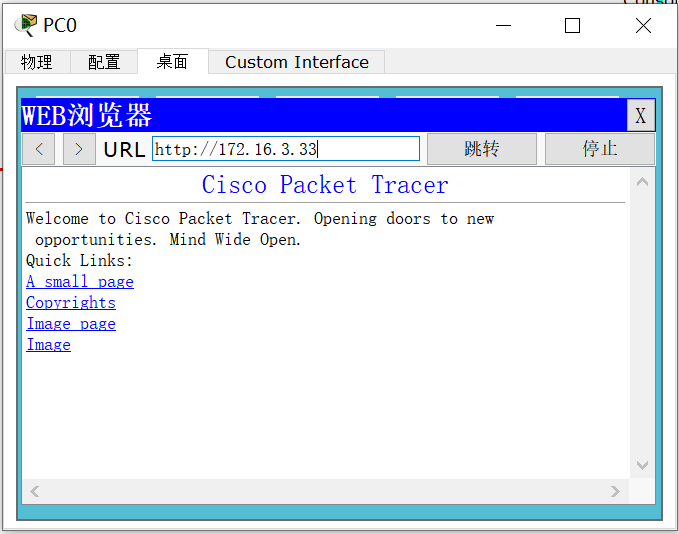 PC0
物理 配置 桌面 Custom Interface
WEB浏览器 X
< > URL http://172.16.3.33 跳转 停止
Cisco Packet Tracer
Welcome to Cisco Packet Tracer. Opening doors to new
opportunities. Mind Wide Open.
Quick Links:
A small page
Copyrights
Image page
Image